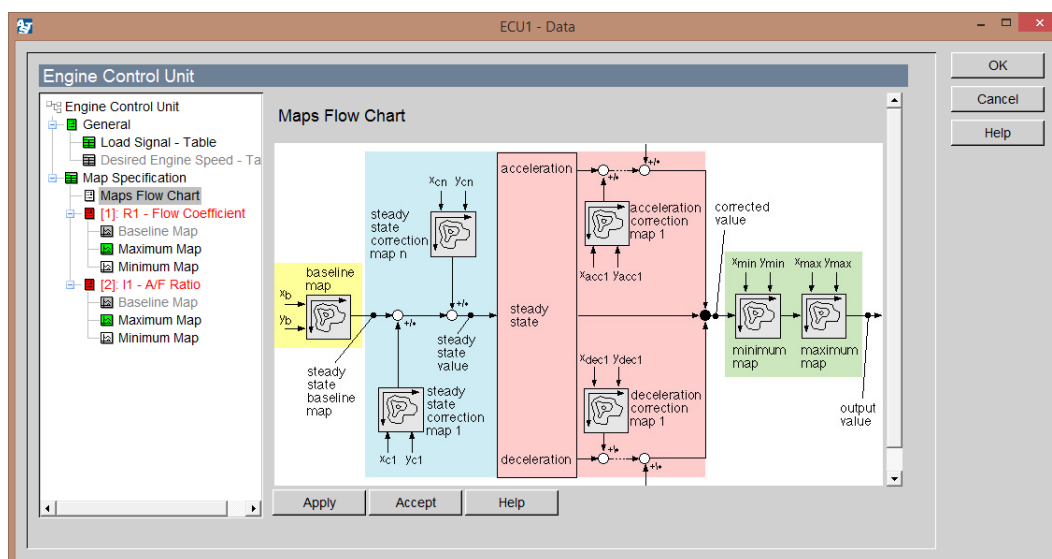 ECU1 - Data
OK
Cancel
Help
Engine Control Unit
Engine Control Unit
General
Load Signal - Table
Desired Engine Speed - Ta
Map Specification
Maps Flow Chart
[1]: R1 - Flow Coefficient
Baseline Map
Maximum Map
Minimum Map
[2]: I1 - A/F Ratio
Baseline Map
Maximum Map
Minimum Map
Maps Flow Chart
baseline
map
xb
yb
steady
state
baseline
map
xcn ycn
steady
state
correction
map n
+/•
+/•
steady
state
value
steady
state
correction
map 1
xc1 yc1
acceleration
steady
state
deceleration
+/•
+/•
acceleration
correction
map 1
xacc1 yacc1
xdec1 ydec1
deceleration
correction
map 1
+/•
+/•
corrected
value
xmin ymin
xmax ymax
minimum
map
maximum
map
output
value
Apply
Accept
Help